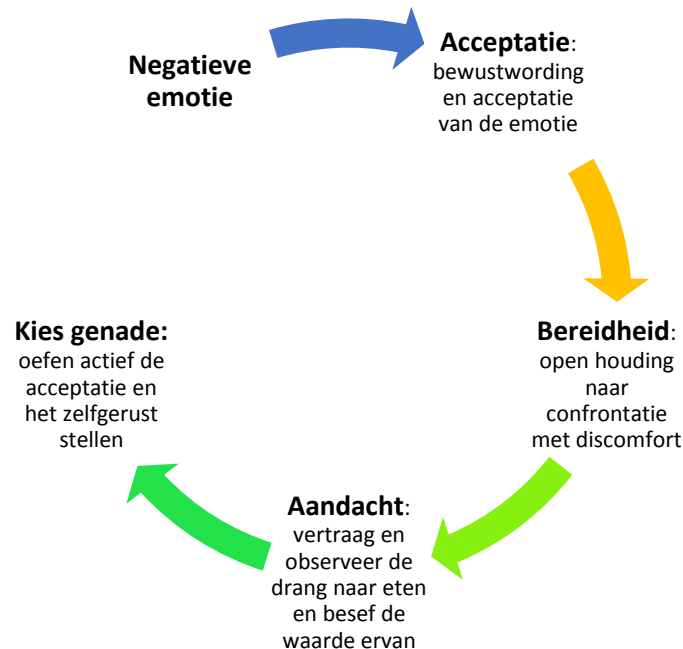 Negatieve
emotie
Acceptatie:
bewustwording
en acceptatie
van de emotie
Bereidheid:
open houding
naar
confrontatie
met discomfort
Aandacht:
vertraag en
observeer de
drang naar eten
en besef de
waarde ervan
Kies genade:
oefen actief de
acceptatie en
het zelfgerust
stellen